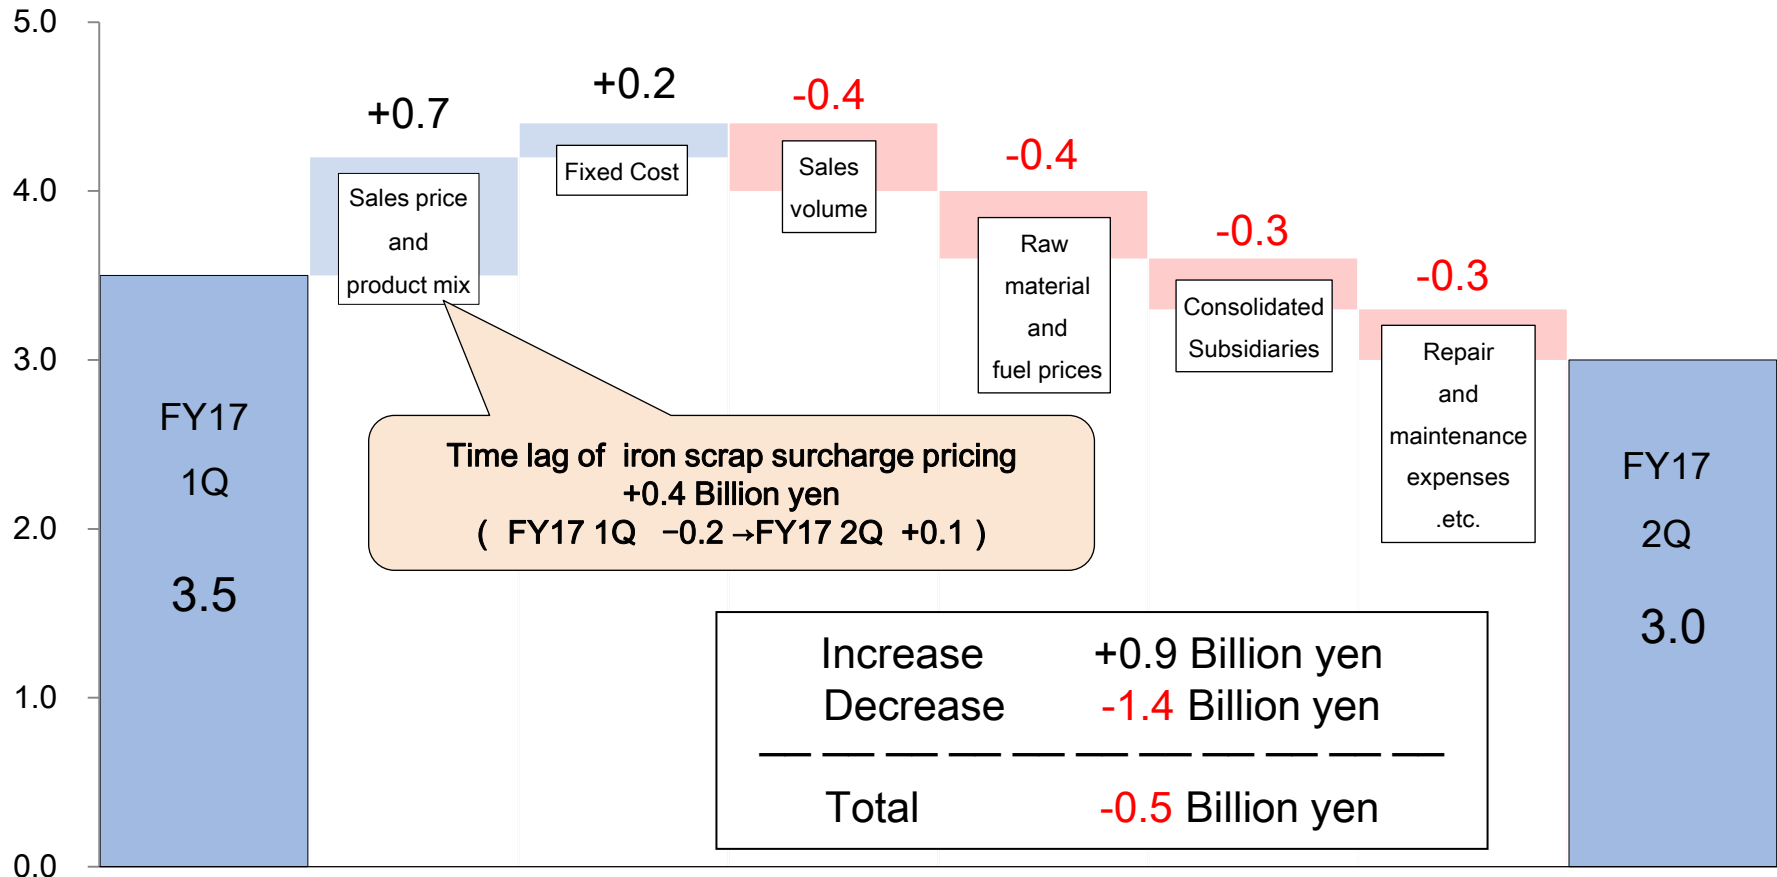 5.0
4.0
3.0
2.0
1.0
0.0
FY17
1Q
3.5
+0.7
Sales price
and
product mix
+0.2
Fixed Cost
-0.4
Sales
volume
-0.4
Raw
material
and
fuel prices
-0.3
Consolidated
Subsidiaries
-0.3
Repair
and
maintenance
expenses
.etc.
FY17
2Q
3.0
Time lag of iron scrap surcharge pricing
+0.4 Billion yen
( FY17 1Q −0.2→FY17 2Q +0.1 )
Increase +0.9 Billion yen
Decrease -1.4 Billion yen
Total -0.5 Billion yen